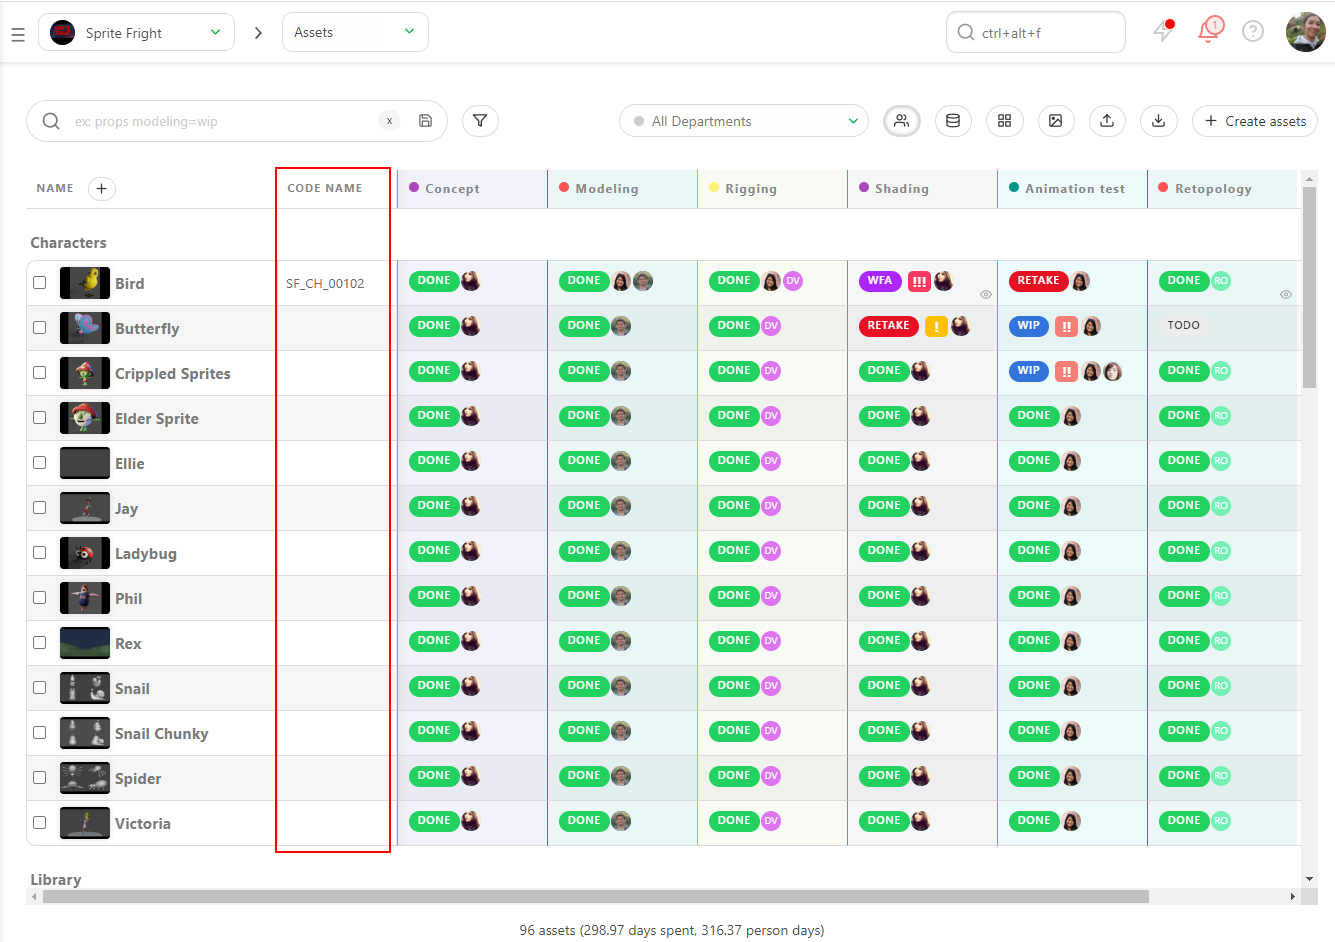 Sprite Fright
Assets
ctrl+alt+f
1
?
ex: props modeling=wip
x
All Departments
+ Create assets
NAME + CODE NAME Concept Modeling Rigging Shading Animation test Retopology
Characters
Bird SF_CH_00102 DONE DONE DONE DV WFA !!! RETAKE DONE RO
Butterfly DONE DONE DONE DV RETAKE ! WIP !! TODO
Crippled Sprites DONE DONE DONE DV DONE WIP !! DONE RO
Elder Sprite DONE DONE DONE DV DONE DONE DONE RO
Ellie DONE DONE DONE DV DONE DONE DONE RO
Jay DONE DONE DONE DV DONE DONE DONE RO
Ladybug DONE DONE DONE DV DONE DONE DONE RO
Phil DONE DONE DONE DV DONE DONE DONE RO
Rex DONE DONE DONE DV DONE DONE DONE RO
Snail DONE DONE DONE DV DONE DONE DONE RO
Snail Chunky DONE DONE DONE DV DONE DONE DONE RO
Spider DONE DONE DONE DV DONE DONE DONE RO
Victoria DONE DONE DONE DV DONE DONE DONE RO
Library
96 assets (298.97 days spent, 316.37 person days)